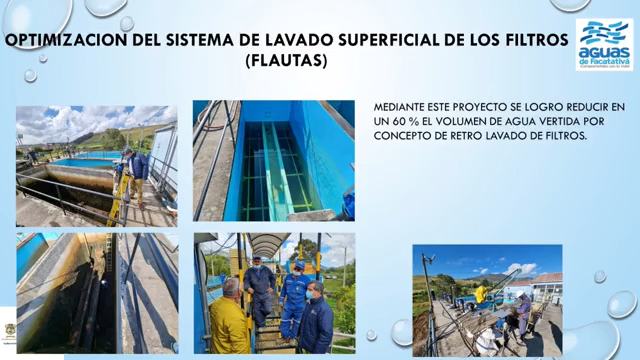 OPTIMIZACION DEL SISTEMA DE LAVADO SUPERFICIAL DE LOS FILTROS
(FLAUTAS)
aguas
de Facatativá
MEDIANTE ESTE PROYECTO SE LOGRO REDUCIR EN
UN 60 % EL VOLUMEN DE AGUA VERTIDA POR
CONCEPTO DE RETRO LAVADO DE FILTROS.